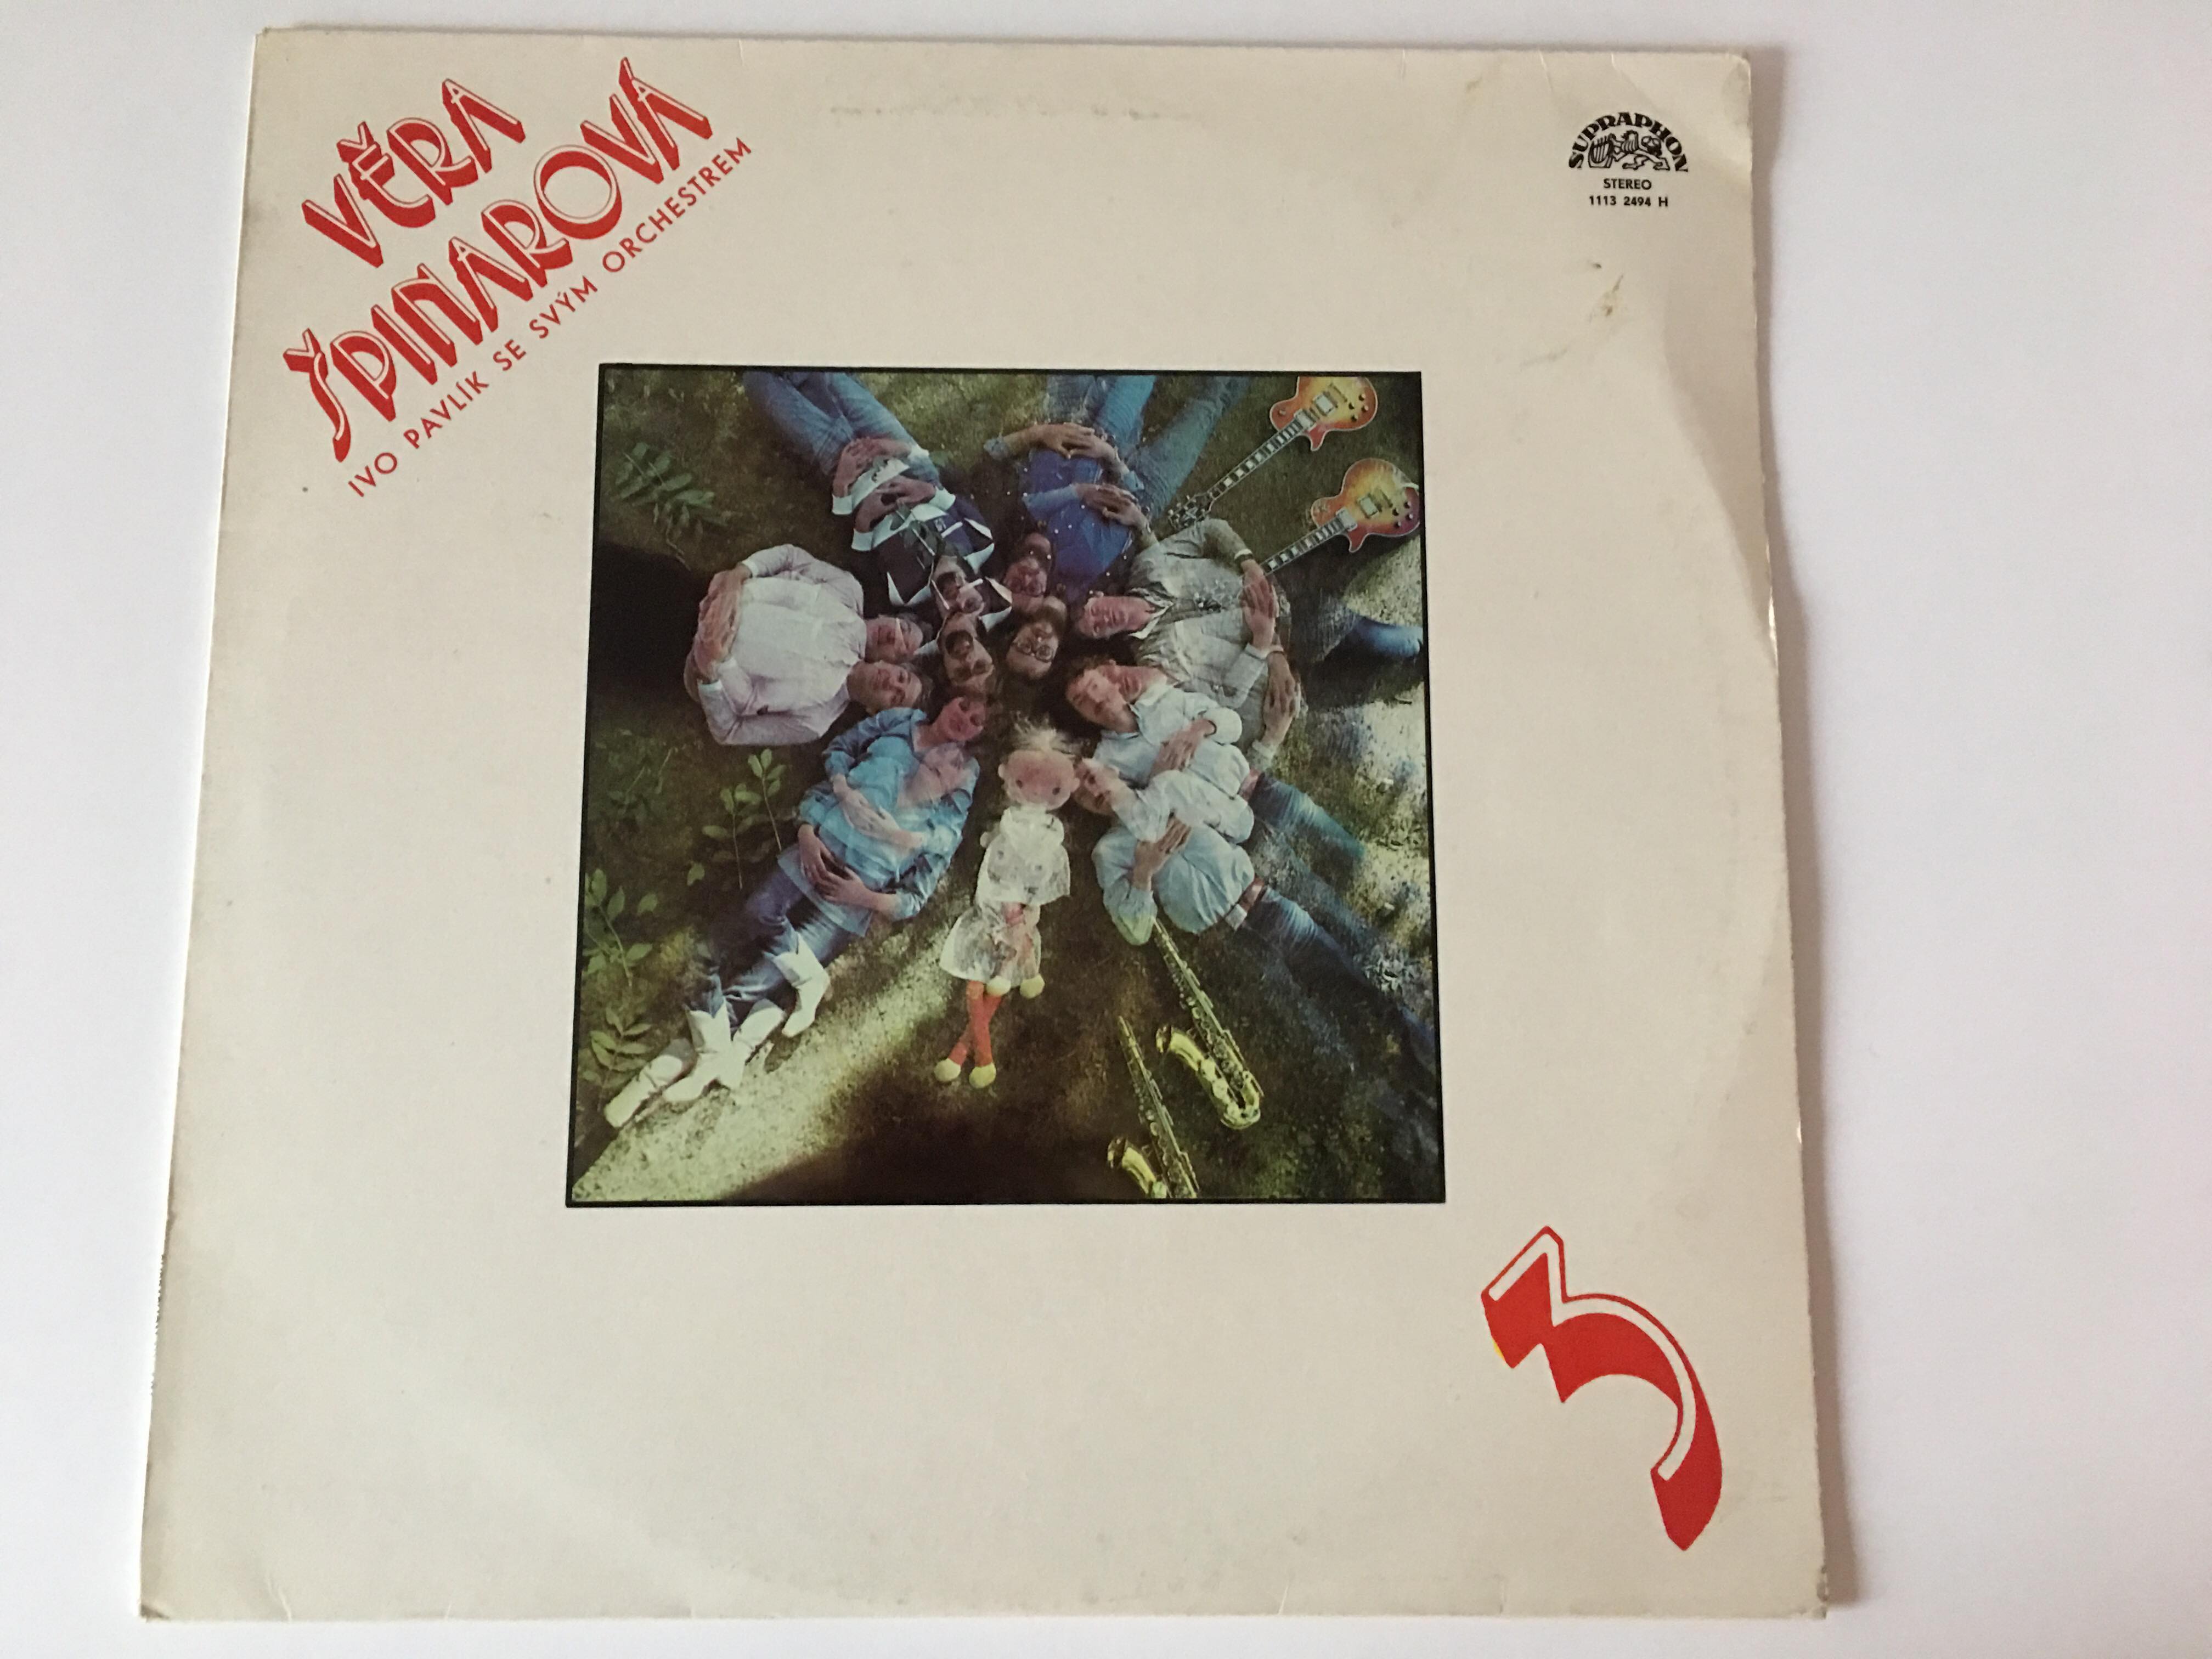 VĚRA
ŠPINAROVÁ
IVO PAVLÍK SE SVÝM ORCHESTREM
SUPRAPHON
STEREO
1113 2494 H
3